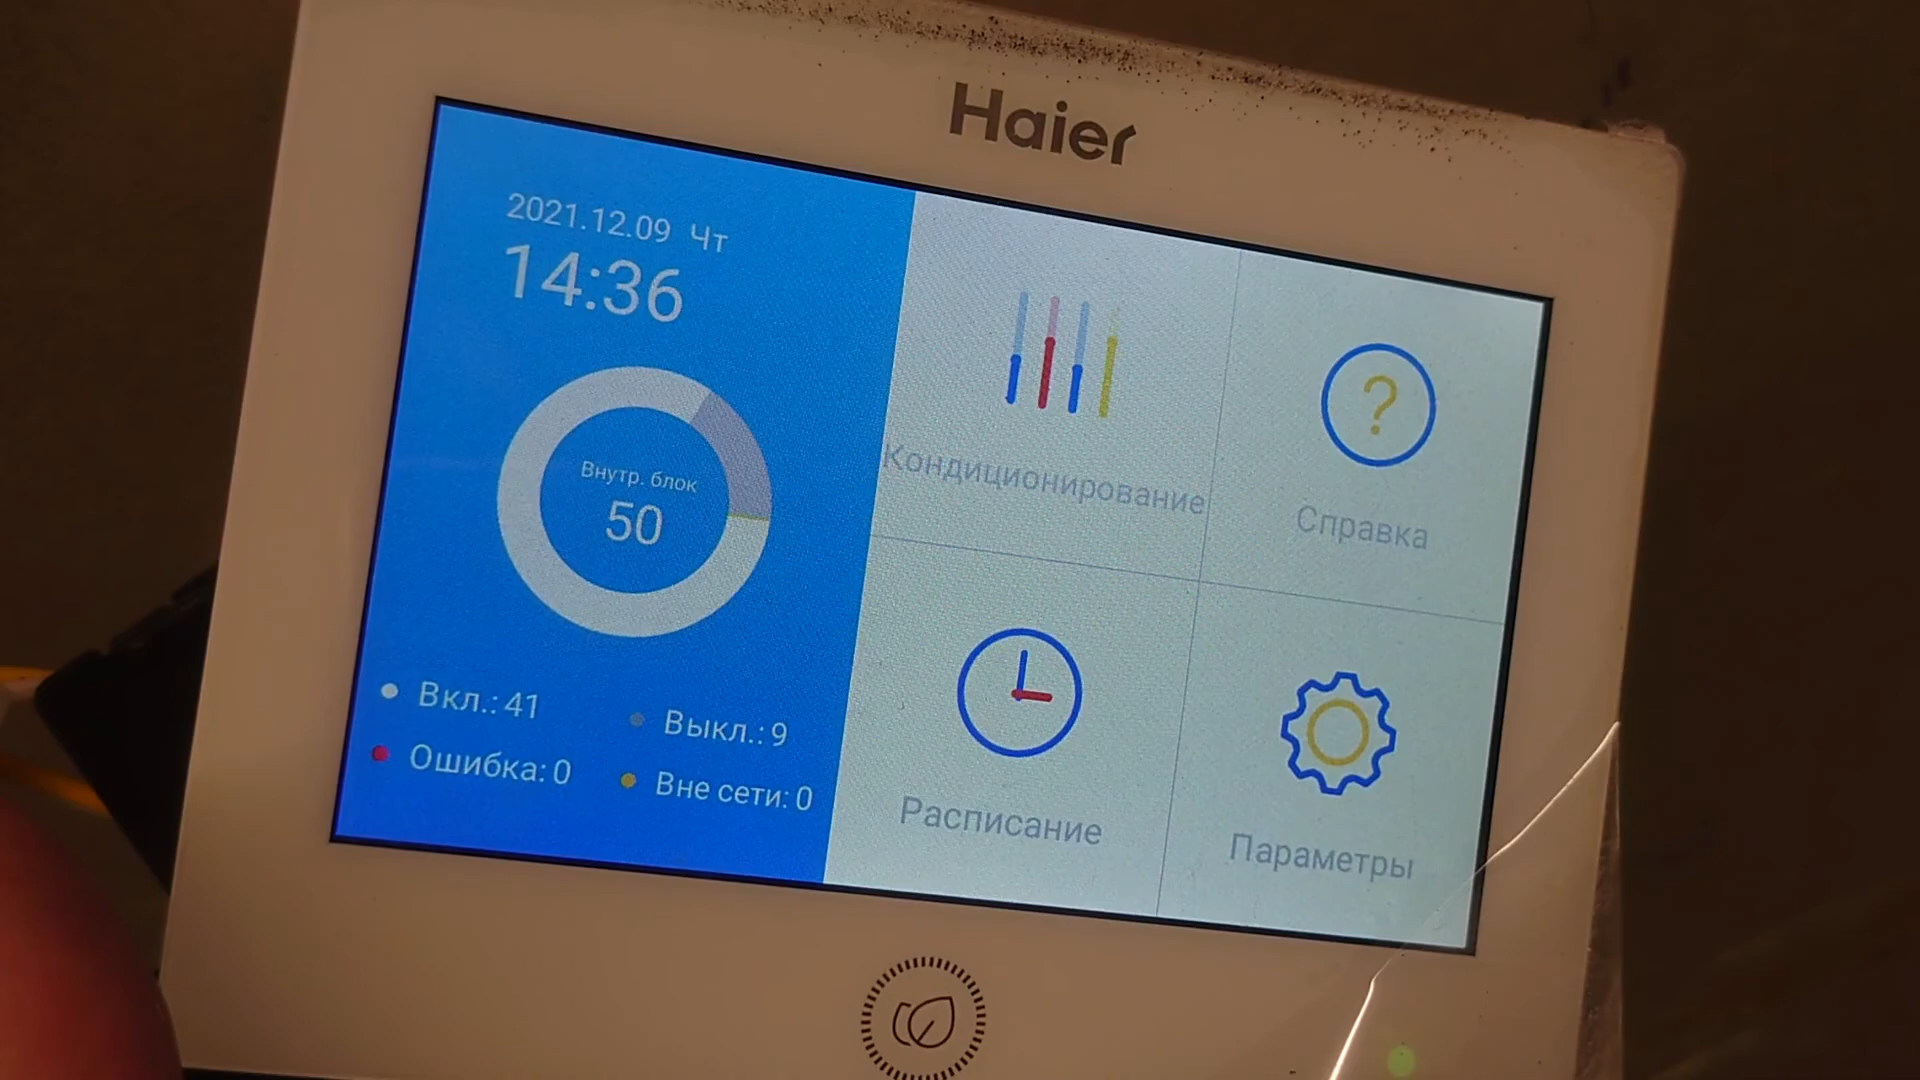 Haier
2021.12.09 Чт
14:36
Внутр. блок
50
Вкл.: 41
Выкл.: 9
Ошибка: 0
Вне сети: 0
Кондиционирование
Справка
Расписание
Параметры